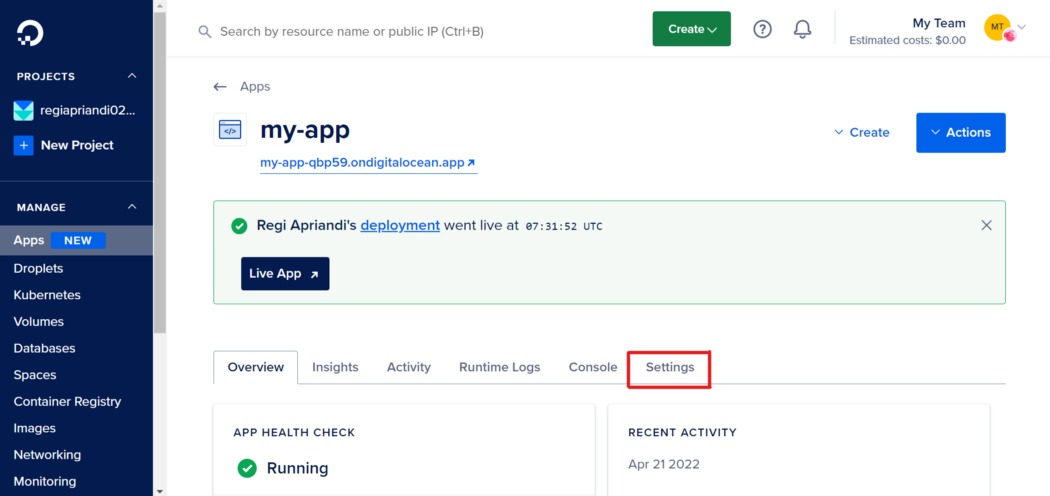 Search by resource name or public IP (Ctrl+B)
Create
?
My Team
Estimated costs: $0.00
MT
PROJECTS
regiapriandi02...
+ New Project
MANAGE
Apps NEW
Droplets
Kubernetes
Volumes
Databases
Spaces
Container Registry
Images
Networking
Monitoring
← Apps
</> my-app
my-app-qbp59.ondigitalocean.app
Create
Actions
Regi Apriandi's deployment went live at 07:31:52 UTC
Live App
Overview Insights Activity Runtime Logs Console Settings
APP HEALTH CHECK
Running
RECENT ACTIVITY
Apr 21 2022